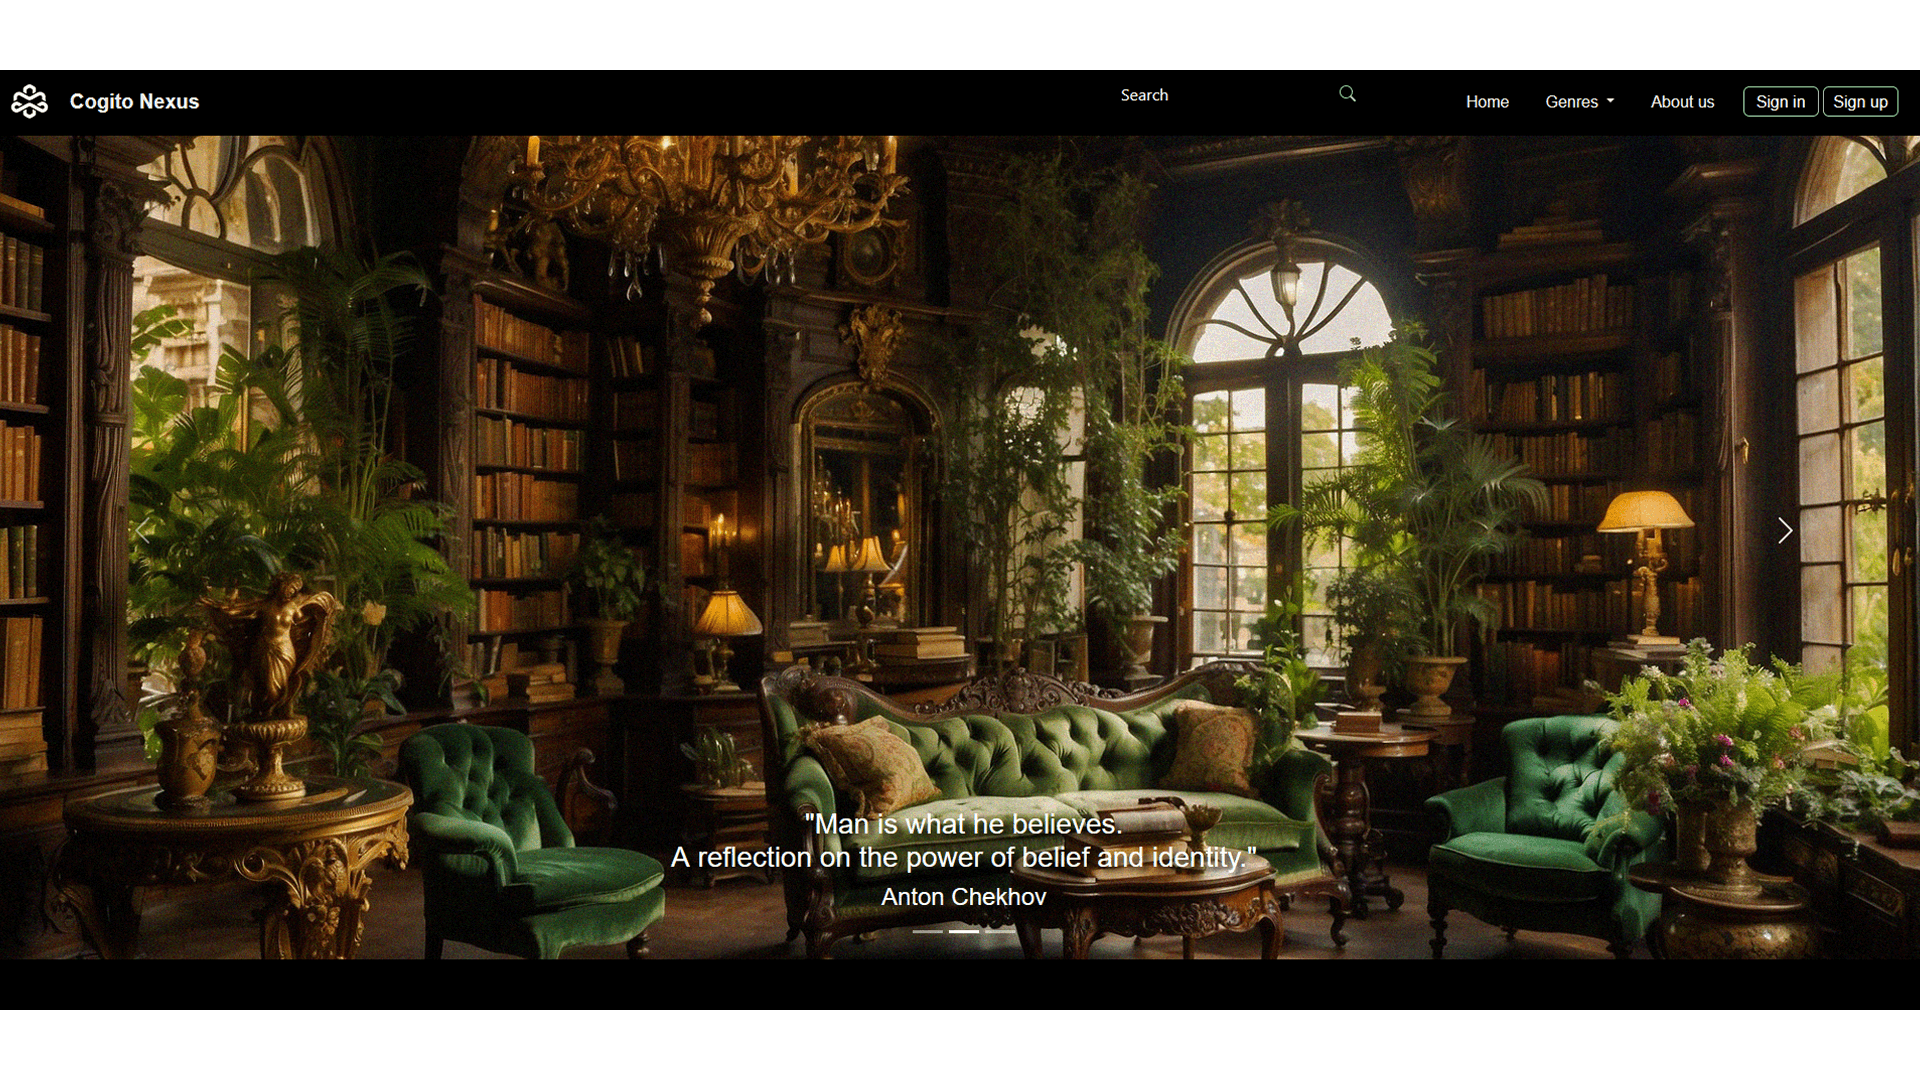 Cogito Nexus
Search
Home
Genres
About us
Sign in
Sign up
"Man is what he believes.
A reflection on the power of belief and identity."
Anton Chekhov